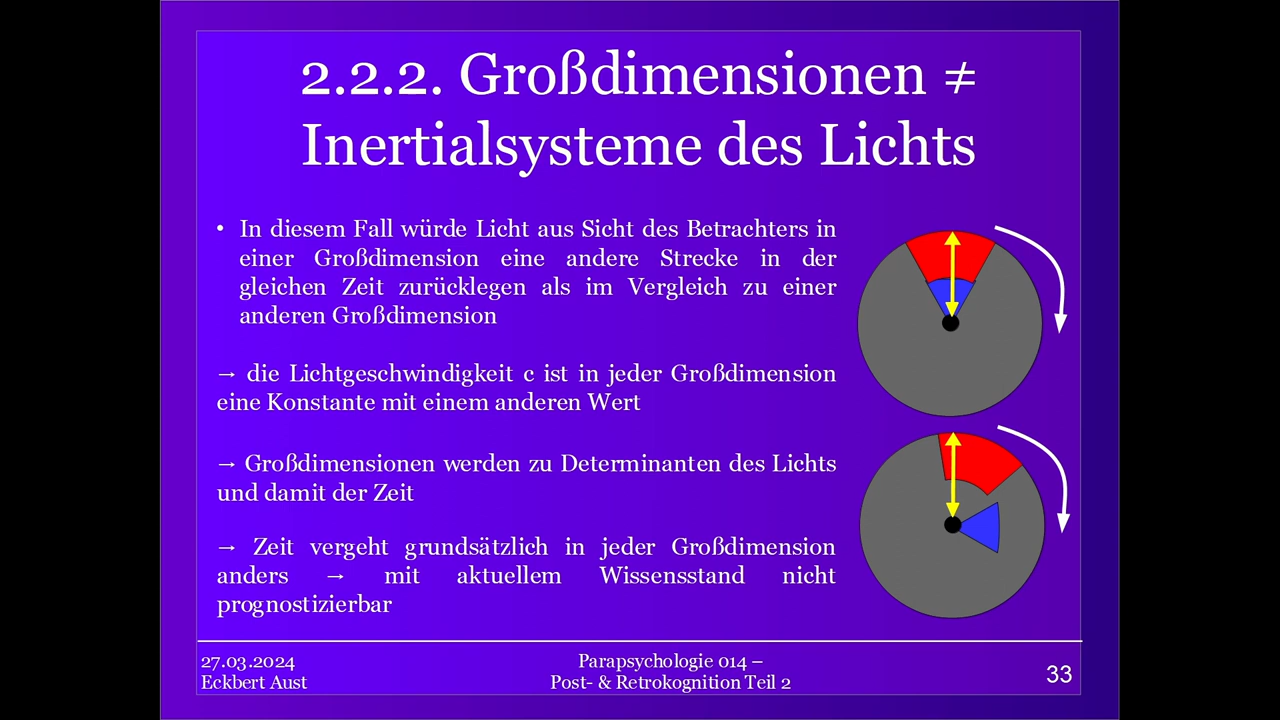 2.2.2. Großdimensionen ≠
Inertialsysteme des Lichts
• In diesem Fall würde Licht aus Sicht des Betrachters in
einer Großdimension eine andere Strecke in der
gleichen Zeit zurücklegen als im Vergleich zu einer
anderen Großdimension
→ die Lichtgeschwindigkeit c ist in jeder Großdimension
eine Konstante mit einem anderen Wert
→ Großdimensionen werden zu Determinanten des Lichts
und damit der Zeit
→ Zeit vergeht grundsätzlich in jeder Großdimension
anders → mit aktuellem Wissensstand nicht
prognostizierbar
27.03.2024
Eckbert Aust
Parapsychologie 014 –
Post- & Retrokognition Teil 2
33